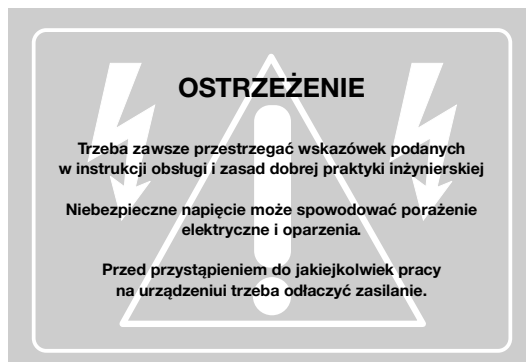 OSTRZEŻENIE
Trzeba zawsze przestrzegać wskazówek podanych
w instrukcji obsługi i zasad dobrej praktyki inżynierskiej
Niebezpieczne napięcie może spowodować porażenie
elektryczne i oparzenia.
Przed przystąpieniem do jakiejkolwiek pracy
na urządzeniui trzeba odłaczyć zasilanie.